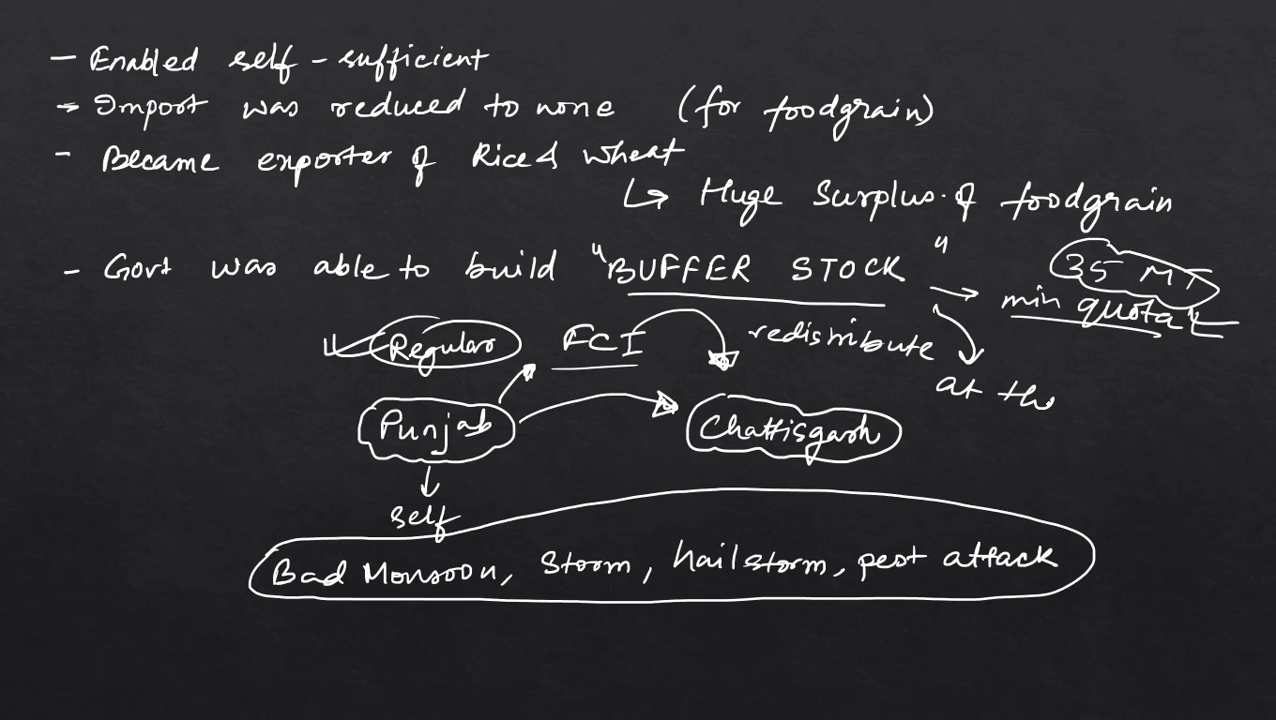 - Enabled self-sufficient
- Import was reduced to none (for foodgrain)
- Became exporter of Rice & wheat
↳ Huge Surplus of foodgrain
- Govt was able to build "BUFFER STOCK" → 35 MT
min quota
Regular FCI redistribute
at the
Punjab Chattisgarh
self
Bad Monsoon, Storm, hailstorm, pest attack